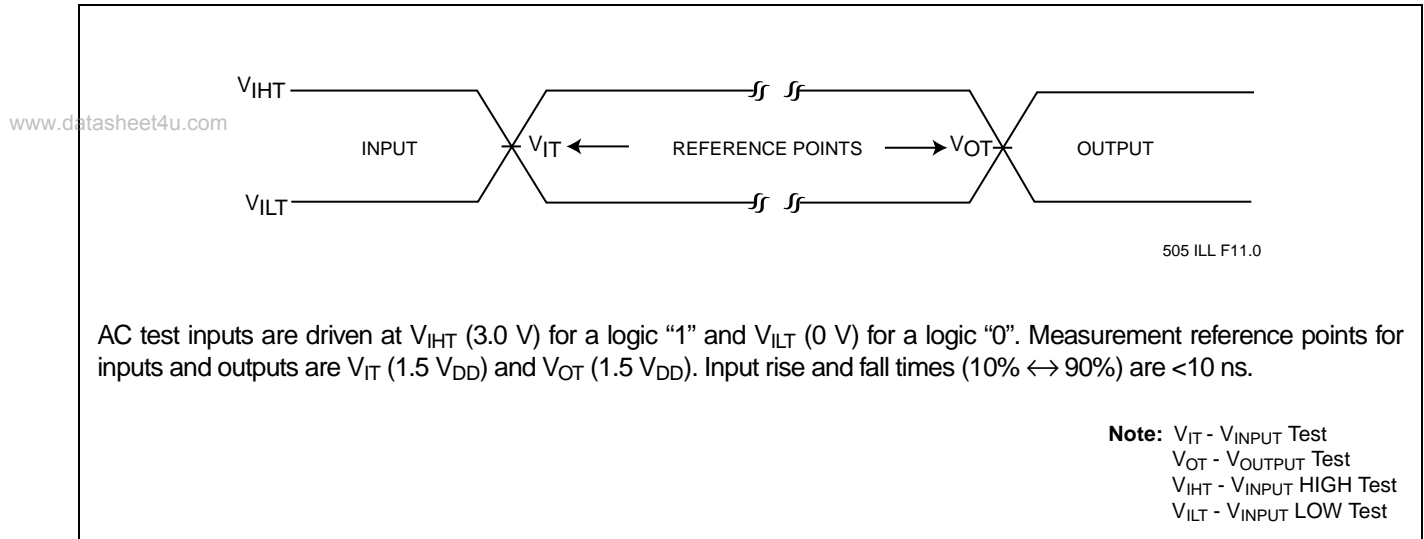 VIHT
www.datasheet4u.com
INPUT VIT REFERENCE POINTS VOT OUTPUT
VILT
505 ILL F11.0
AC test inputs are driven at VIHT (3.0 V) for a logic “1” and VILT (0 V) for a logic “0”. Measurement reference points for
inputs and outputs are VIT (1.5 VDD) and VOT (1.5 VDD). Input rise and fall times (10% ↔ 90%) are <10 ns.
Note: VIT - VINPUT Test
VOT - VOUTPUT Test
VIHT - VINPUT HIGH Test
VILT - VINPUT LOW Test